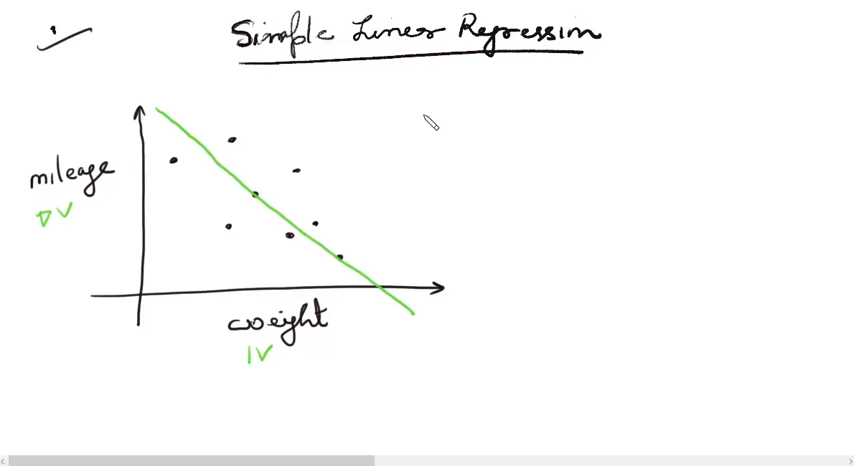 Simple Linear Regression
mileage
DV
weight
IV